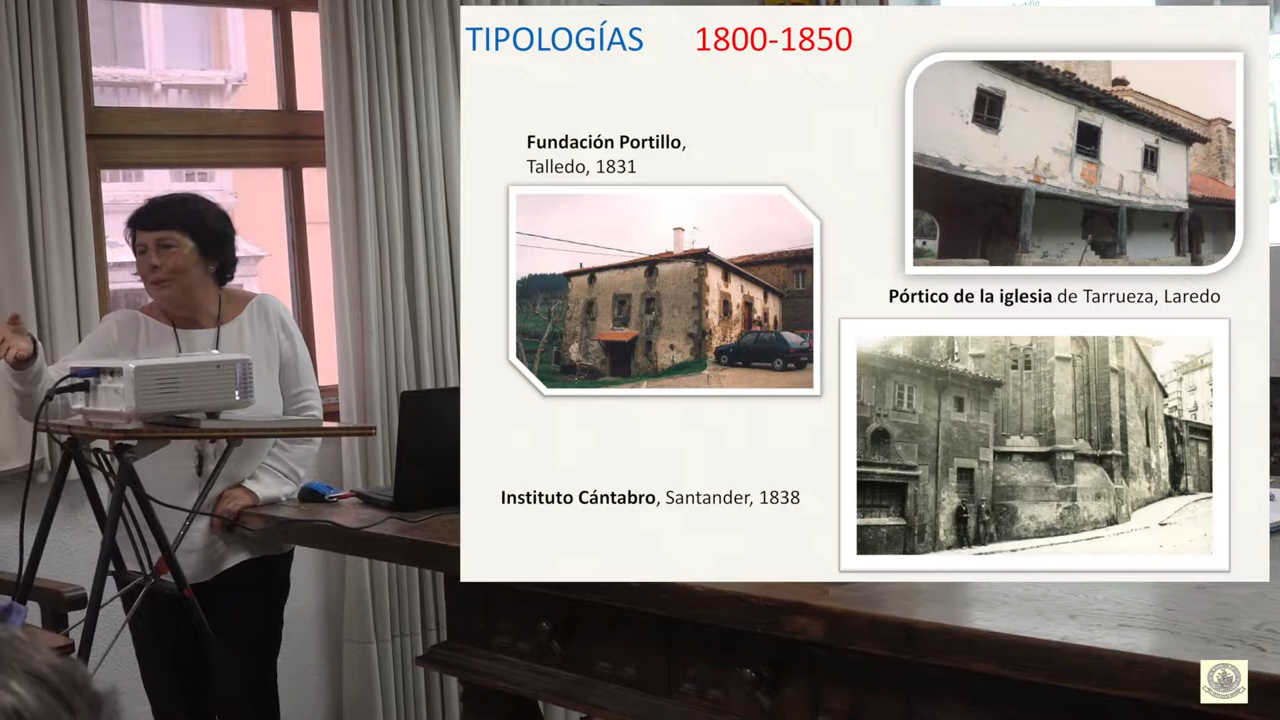 TIPOLOGÍAS 1800-1850
Fundación Portillo,
Talledo, 1831
Pórtico de la iglesia de Tarrueza, Laredo
Instituto Cántabro, Santander, 1838